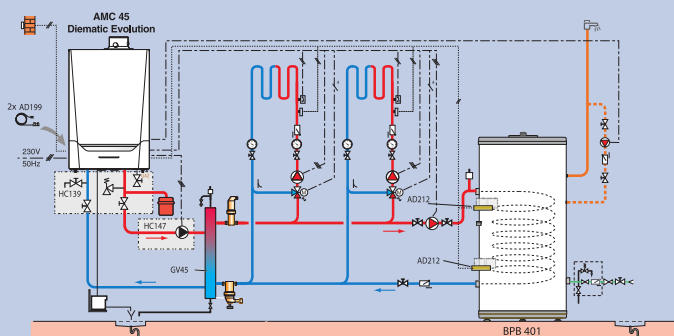 AMC 45
Diematic Evolution
2x AD199
230V
50Hz
HC139
HC147
GV45
AD212
AD212
M
M
BPB 401